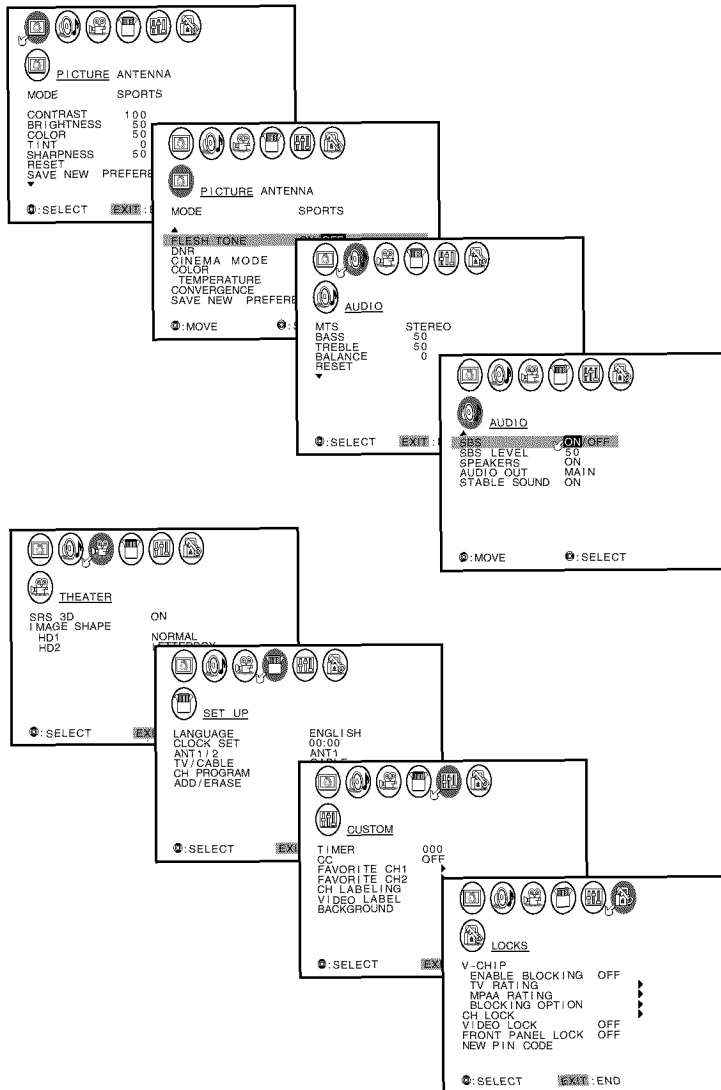 PICTURE ANTENNA
MODE SPORTS
CONTRAST 100
BRIGHTNESS 50
COLOR 50
TINT 0
SHARPNESS 50
RESET
SAVE NEW
:SELECT EXIT :
PICTURE ANTENNA
MODE SPORTS
FLESH TONE
DNR
CINEMA MODE
COLOR
TEMPERATURE
CONVERGENCE
SAVE NEW
:MOVE :
AUDIO
MTS STEREO
BASS 50
TREBLE 50
BALANCE 0
RESET
:SELECT EXIT :
AUDIO
SBS ON/OFF
SBS LEVEL 50
SPEAKERS ON
AUDIO OUT MAIN
STABLE SOUND ON
:MOVE :SELECT
THEATER
SRS 3D ON
IMAGE SHAPE
HD1 NORMAL
HD2
:SELECT
SET UP
LANGUAGE ENGLISH
CLOCK SET 00:00
ANT1/2 ANT1
TV/CABLE
CH PROGRAM
ADD/ERASE
:SELECT
CUSTOM
TIMER 000
CC OFF
FAVORITE CH1
FAVORITE CH2
CH LABELING
VIDEO LABEL
BACKGROUND
:SELECT
LOCKS
V-CHIP
ENABLE BLOCKING OFF
TV RATING
MPAA RATING
BLOCKING OPTION
CH LOCK
VIDEO LOCK OFF
FRONT PANEL LOCK OFF
NEW PIN CODE
:SELECT EXIT :END